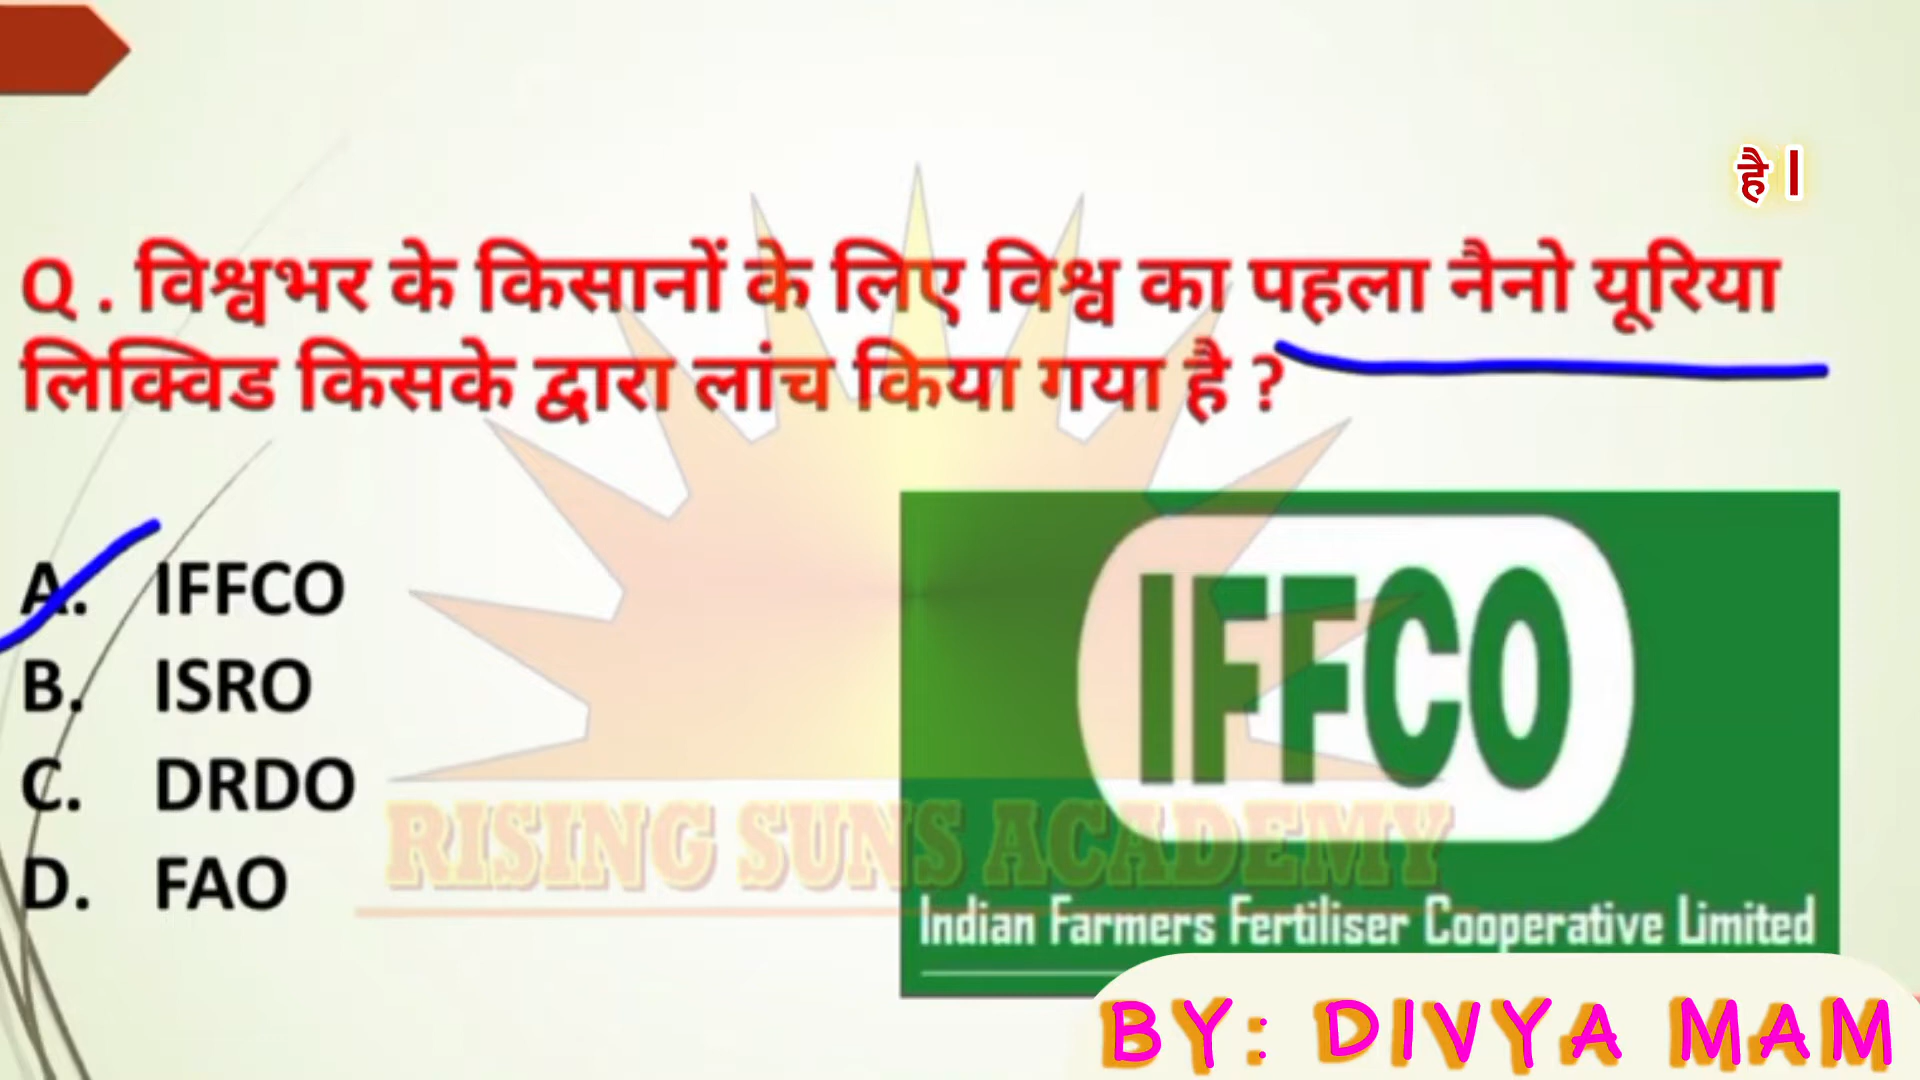 है।
Q . विश्वभर के किसानों के लिए विश्व का पहला नैनो यूरिया
लिक्विड किसके द्वारा लांच किया गया है ?
A. IFFCO
B. ISRO
C. DRDO
D. FAO
IFFCO
Indian Farmers Fertiliser Cooperative Limited
RISING SUNS ACADEMY
BY: DIVYA MAM